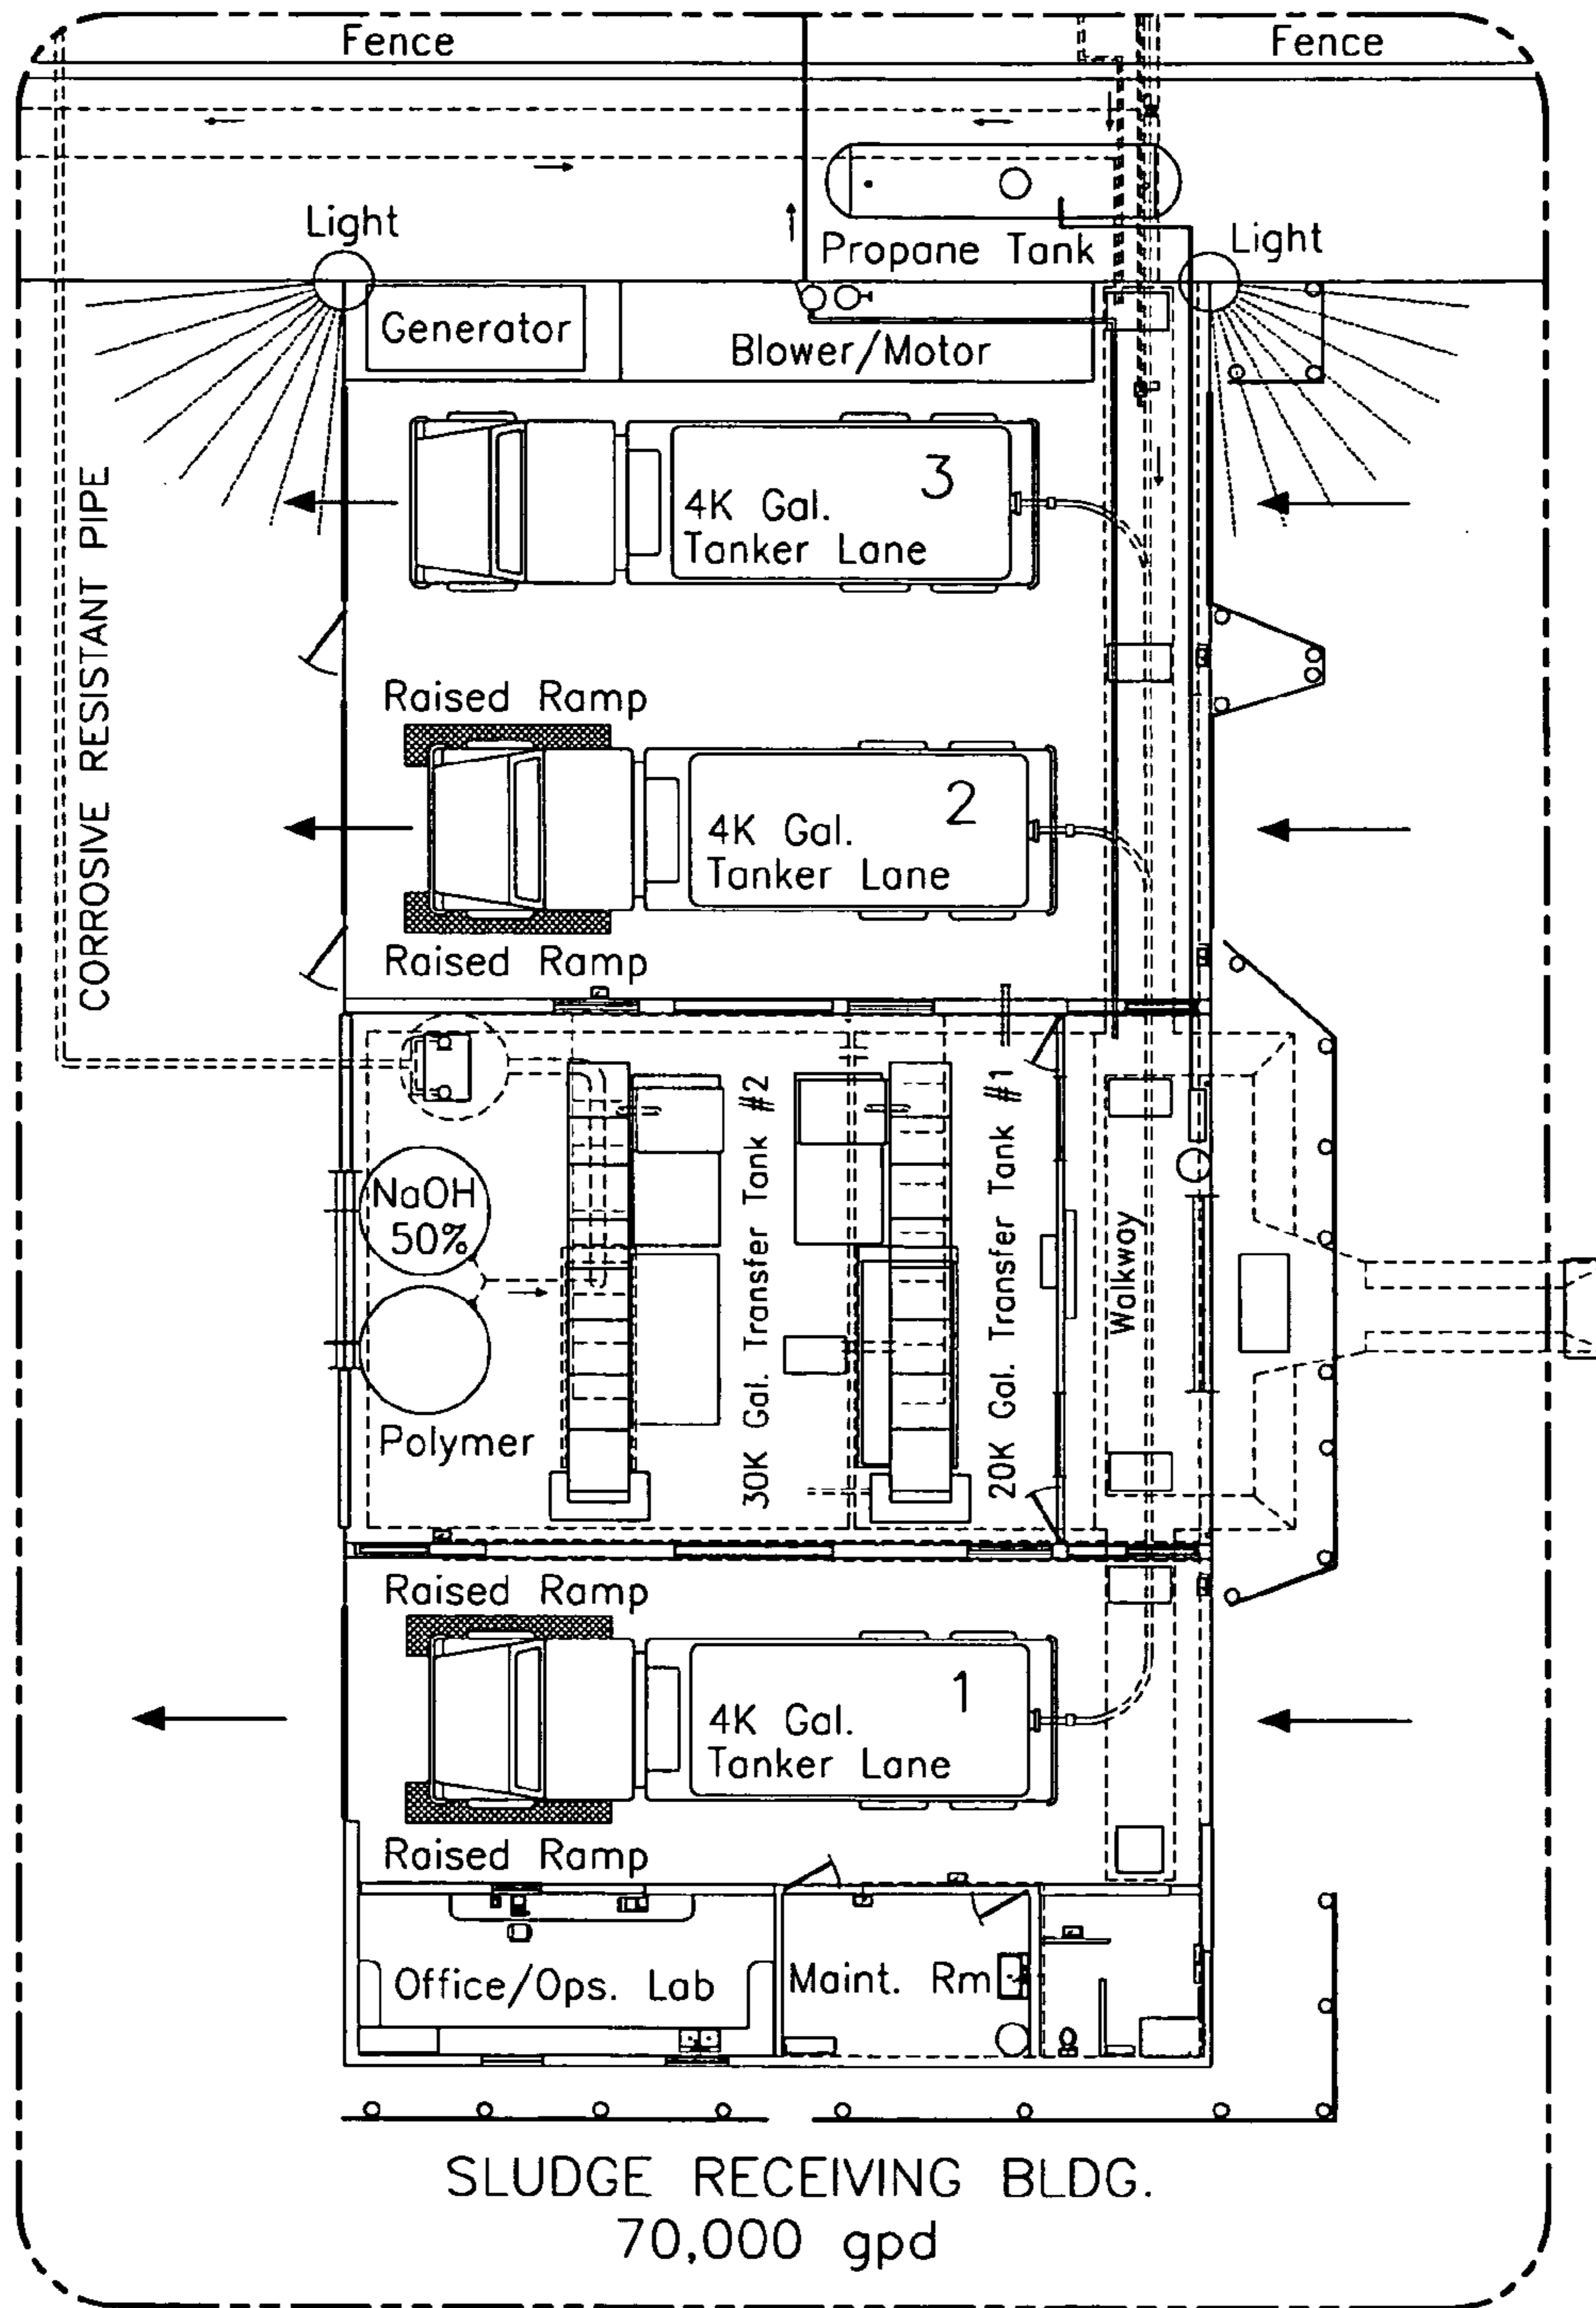 Fence
Fence
Light
Propane Tank
Light
Generator
Blower/Motor
CORROSIVE RESISTANT PIPE
3
4K Gal.
Tanker Lane
Raised Ramp
2
4K Gal.
Tanker Lane
Raised Ramp
NaOH
50%
Polymer
30K Gal. Transfer Tank #2
20K Gal. Transfer Tank #1
Walkway
Raised Ramp
1
4K Gal.
Tanker Lane
Raised Ramp
Office/Ops. Lab
Maint. Rm
SLUDGE RECEIVING BLDG.
70,000 gpd